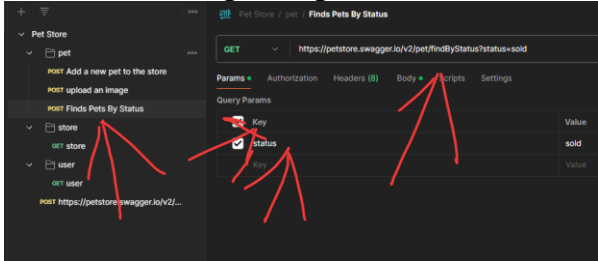 Pet Store
pet
POST Add a new pet to the store
POST upload an image
POST Finds Pets By Status
store
GET store
user
GET user
POST https://petstore.swagger.io/v2/...
Pet Store / pet / Finds Pets By Status
GET https://petstore.swagger.io/v2/pet/findByStatus?status=sold
Params Authorization Headers (8) Body Scripts Settings
Query Params
Key Value
status sold
Key Value